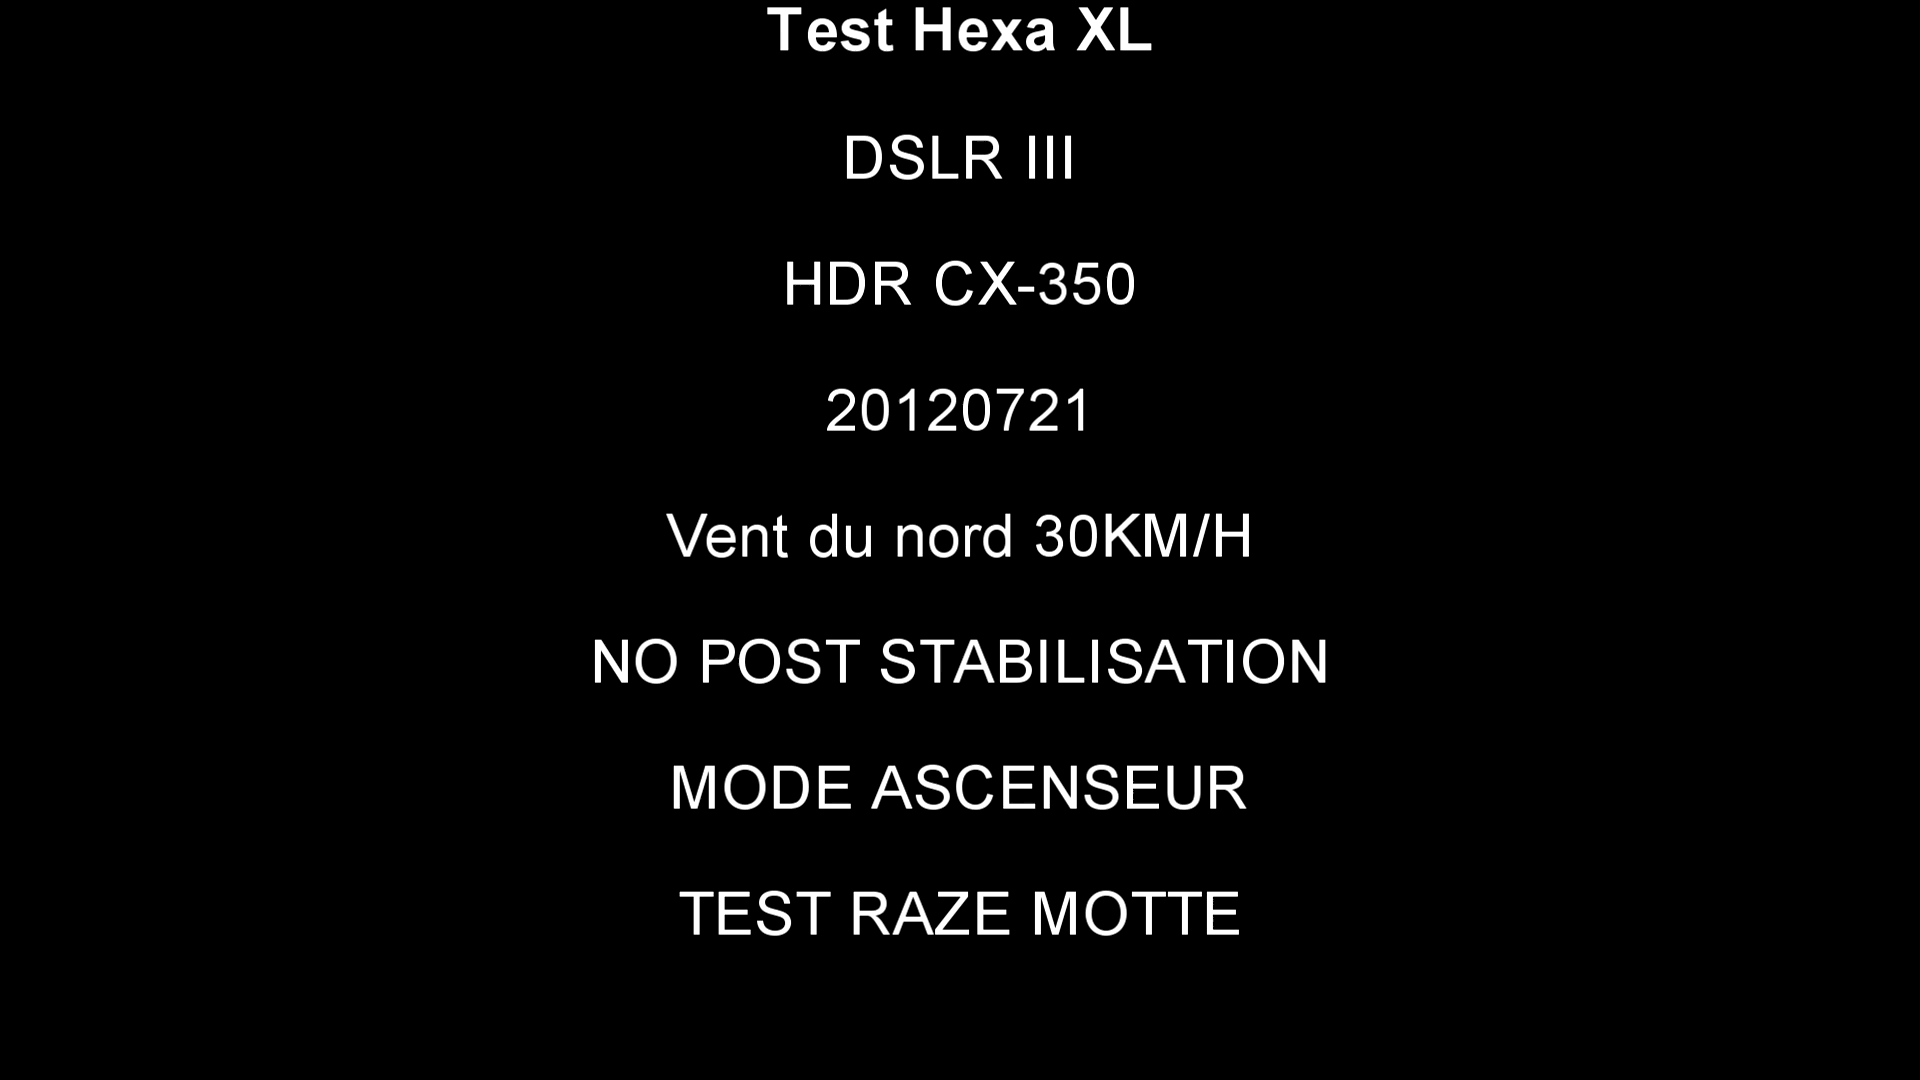 Test Hexa XL
DSLR III
HDR CX-350
20120721
Vent du nord 30KM/H
NO POST STABILISATION
MODE ASCENSEUR
TEST RAZE MOTTE